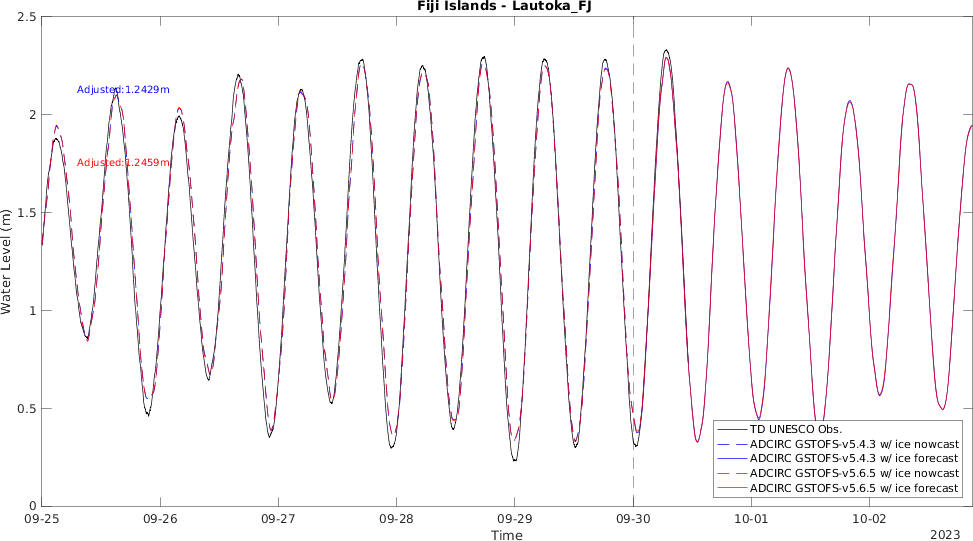 Fiji Islands - Lautoka_FJ
2.5
2
1.5
1
0.5
0
Water Level (m)
Adjusted:1.2429m
Adjusted:1.2459m
TD UNESCO Obs.
ADCIRC GSTOFS-v5.4.3 w/ ice nowcast
ADCIRC GSTOFS-v5.4.3 w/ ice forecast
ADCIRC GSTOFS-v5.6.5 w/ ice nowcast
ADCIRC GSTOFS-v5.6.5 w/ ice forecast
09-25 09-26 09-27 09-28 09-29 09-30 10-01 10-02
Time
2023